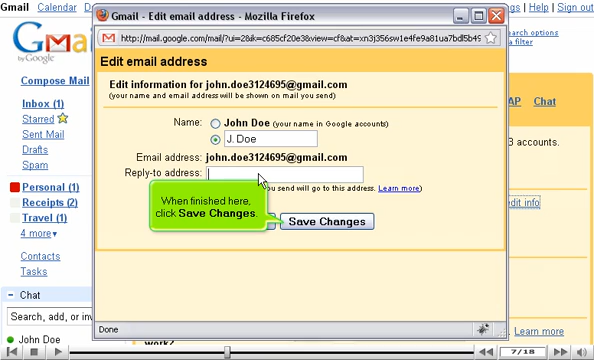 Gmail Calendar
Help | Sign out
Gmail - Edit email address - Mozilla Firefox
http://mail.google.com/mail/?ui=2&ik=c685cf20e3&view=cf&at=xn3j356sw1e4fe9a81ua7bdl5b45
search options
a filter
by Google
Edit email address
Compose Mail
Edit information for john.doe3124695@gmail.com
(your name and email address will be shown on mail you send)
Inbox (1)
Starred
Sent Mail
Drafts
Spam
Chat
Name:
John Doe (your name in Google accounts)
J. Doe
3 accounts.
Email address: john.doe3124695@gmail.com
Reply-to address:
you send will go to this address. Learn more)
Personal (1)
Receipts (2)
Travel (1)
4 more▼
edit info
When finished here,
click Save Changes.
Save Changes
Contacts
Tasks
Chat
Search, add, or inv
John Doe
Done
Learn more
work2
7/18